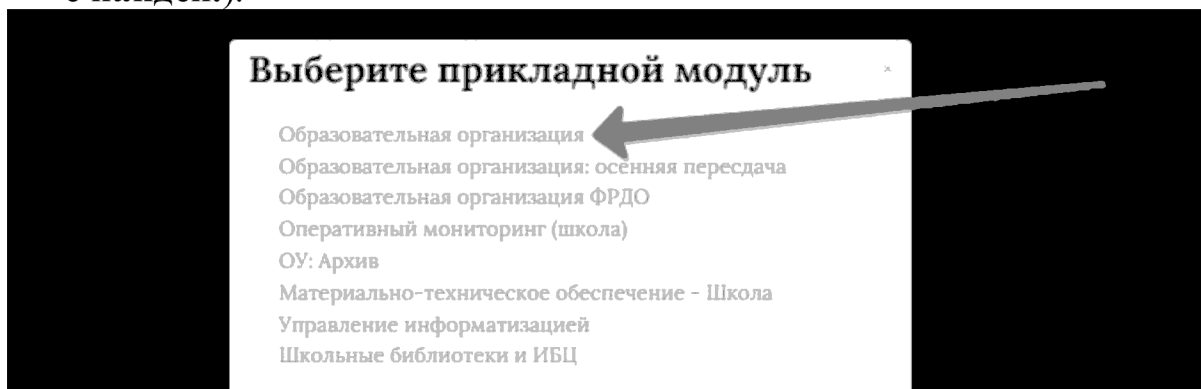 Выберите прикладной модуль
×
Образовательная организация
Образовательная организация: осенняя пересдача
Образовательная организация ФРДО
Оперативный мониторинг (школа)
ОУ: Архив
Материально-техническое обеспечение - Школа
Управление информатизацией
Школьные библиотеки и ИБЦ